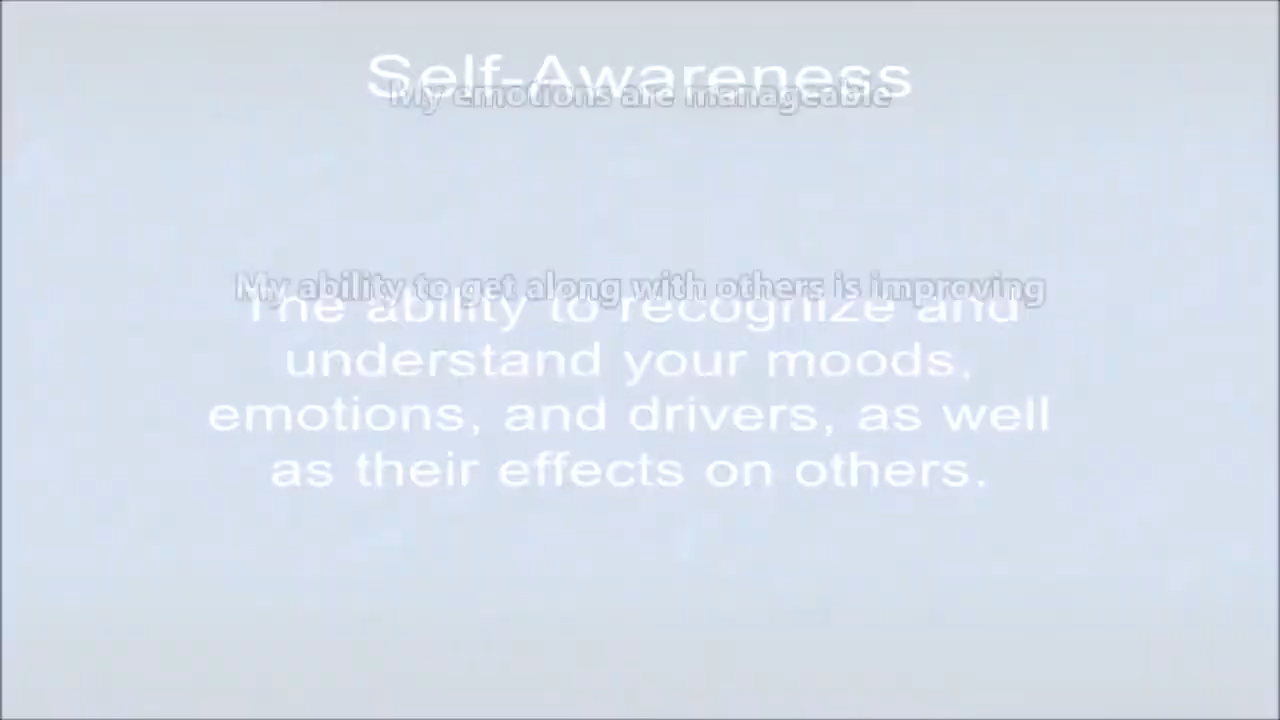 Self-Awareness
My emotions are manageable
My ability to get along with others is improving
The ability to recognize and
understand your moods,
emotions, and drivers, as well
as their effects on others.